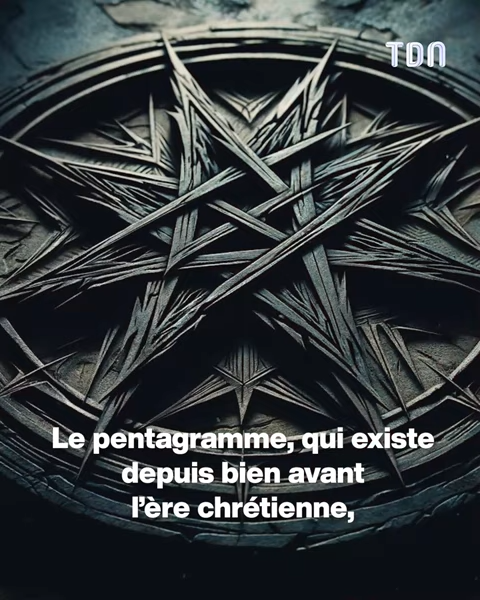 TDN
Le pentagramme, qui existe
depuis bien avant
l’ère chrétienne,